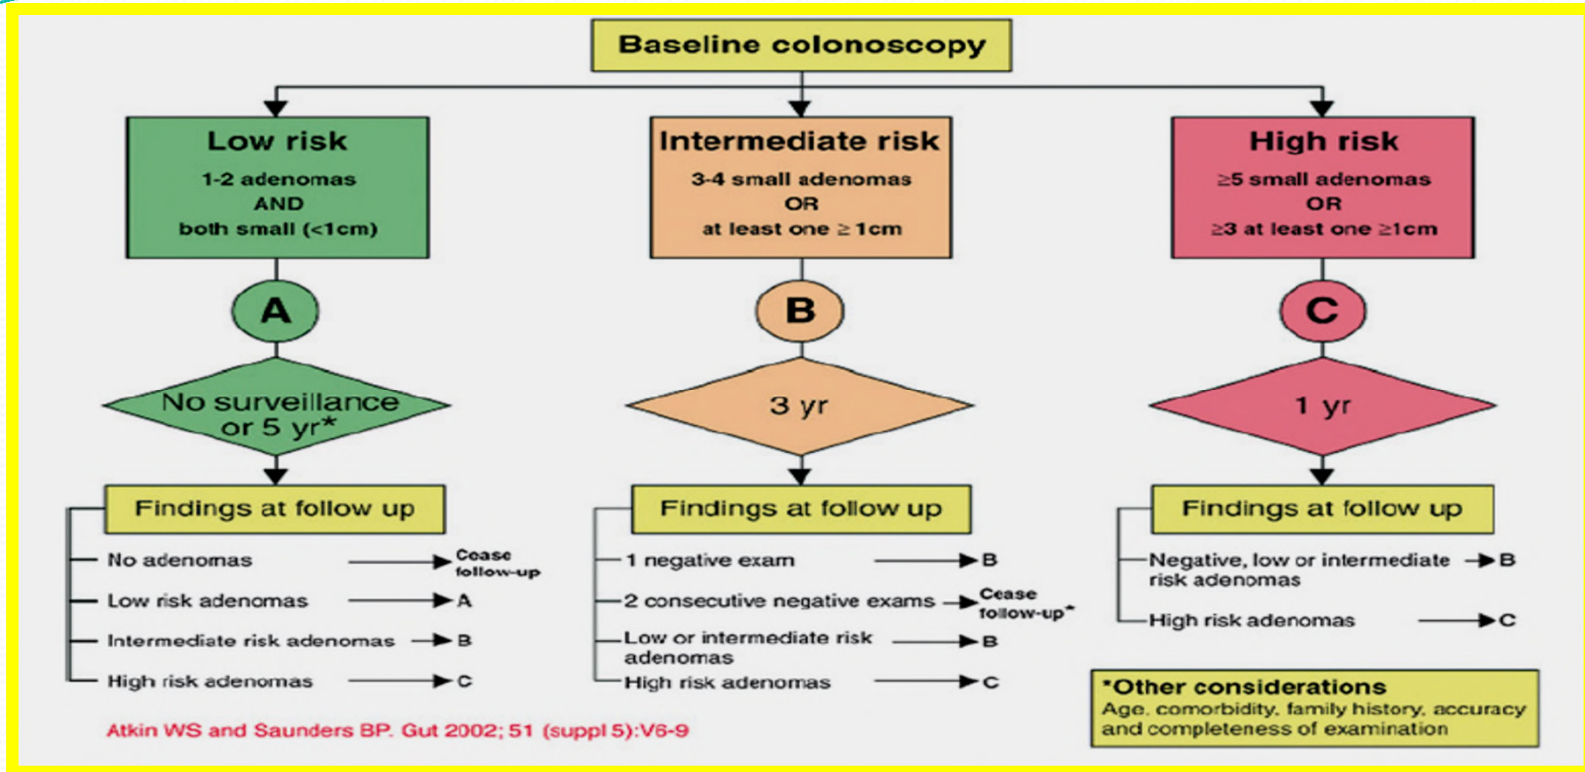 Baseline colonoscopy
Low risk
1-2 adenomas
AND
both small (<1cm)
A
No surveillance
or 5 yr*
Findings at follow up
No adenomas
Cease
follow-up
Low risk adenomas
A
Intermediate risk adenomas
B
High risk adenomas
C
Intermediate risk
3-4 small adenomas
OR
at least one ≥ 1cm
B
3 yr
Findings at follow up
1 negative exam
B
2 consecutive negative exams
Cease
follow-up*
Low or intermediate risk
adenomas
B
High risk adenomas
C
High risk
≥5 small adenomas
OR
≥3 at least one ≥1cm
C
1 yr
Findings at follow up
Negative, low or intermediate
risk adenomas
B
High risk adenomas
C
*Other considerations
Age, comorbidity, family history, accuracy
and completeness of examination
Atkin WS and Saunders BP. Gut 2002; 51 (suppl 5):V6-9